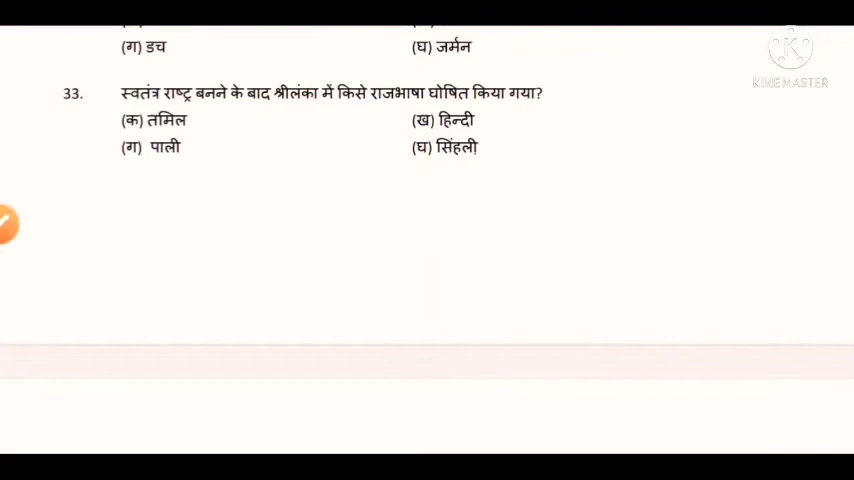 (ग) डच (घ) जर्मन
33. स्वतंत्र राष्ट्र बनने के बाद श्रीलंका में किसे राजभाषा घोषित किया गया?
(क) तमिल (ख) हिन्दी
(ग) पाली (घ) सिंहली
KINEMASTER